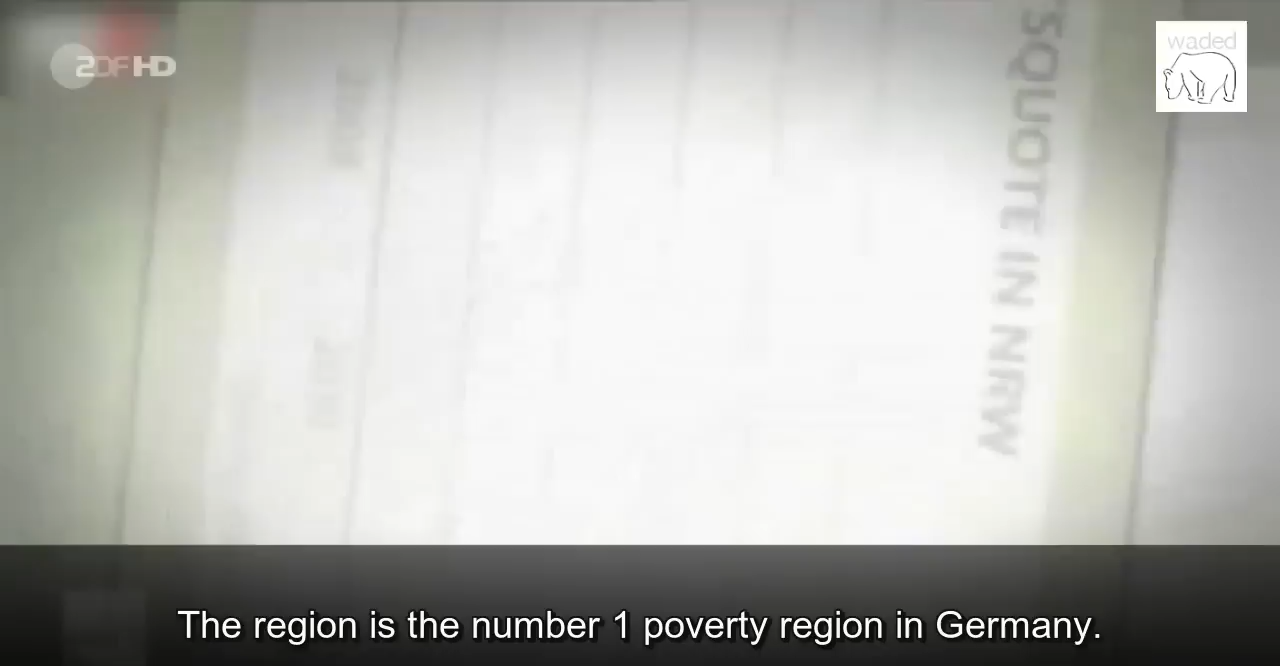 ZDF HD
waded
SQUOTE IN NRW
The region is the number 1 poverty region in Germany.